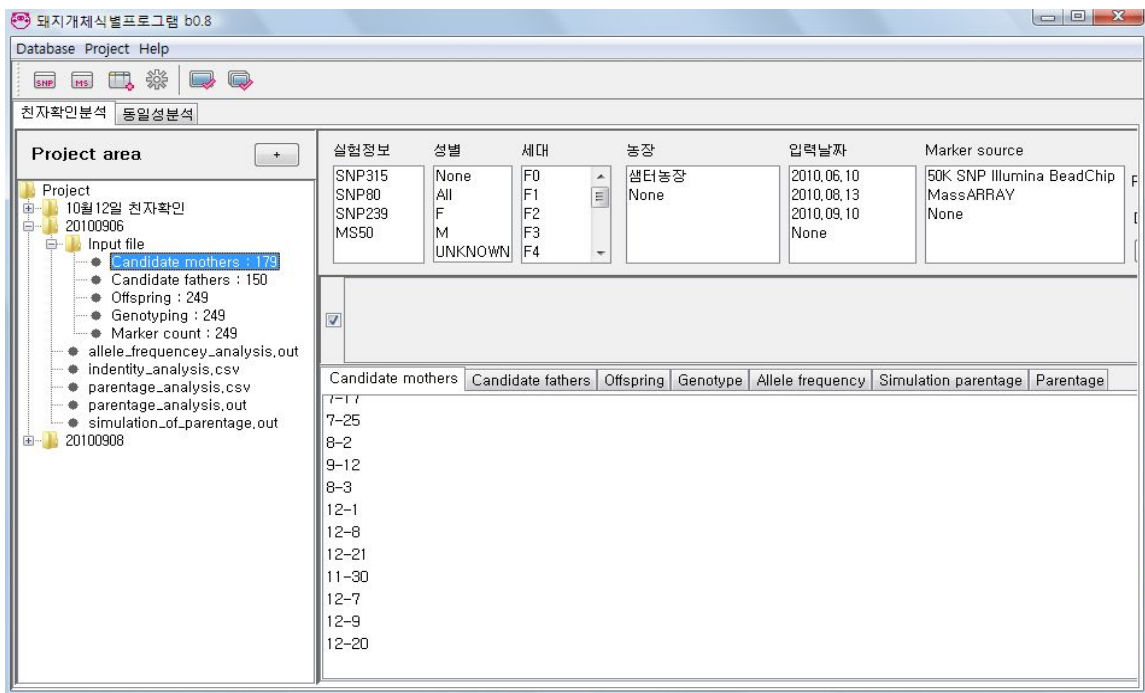 돼지개체식별프로그램 b0.8
Database Project Help
SNP MS
친자확인분석 동일성분석
Project area +
Project
10월12일 친자확인
20100906
Input file
Candidate mothers : 179
Candidate fathers : 150
Offspring : 249
Genotyping : 249
Marker count : 249
allele_frequencey_analysis.out
indentity_analysis.csv
parentage_analysis.csv
parentage_analysis.out
simulation_of_parentage.out
20100908
실험정보
SNP315
SNP80
SNP239
MS50
성별
None
All
F
M
UNKNOWN
세대
F0
F1
F2
F3
F4
농장
샘터농장
None
입력날짜
2010.06.10
2010.08.13
2010.09.10
None
Marker source
50K SNP Illumina BeadChip
MassARRAY
None
Candidate mothers Candidate fathers Offspring Genotype Allele frequency Simulation parentage Parentage
7-25
8-2
9-12
8-3
12-1
12-8
12-21
11-30
12-7
12-9
12-20